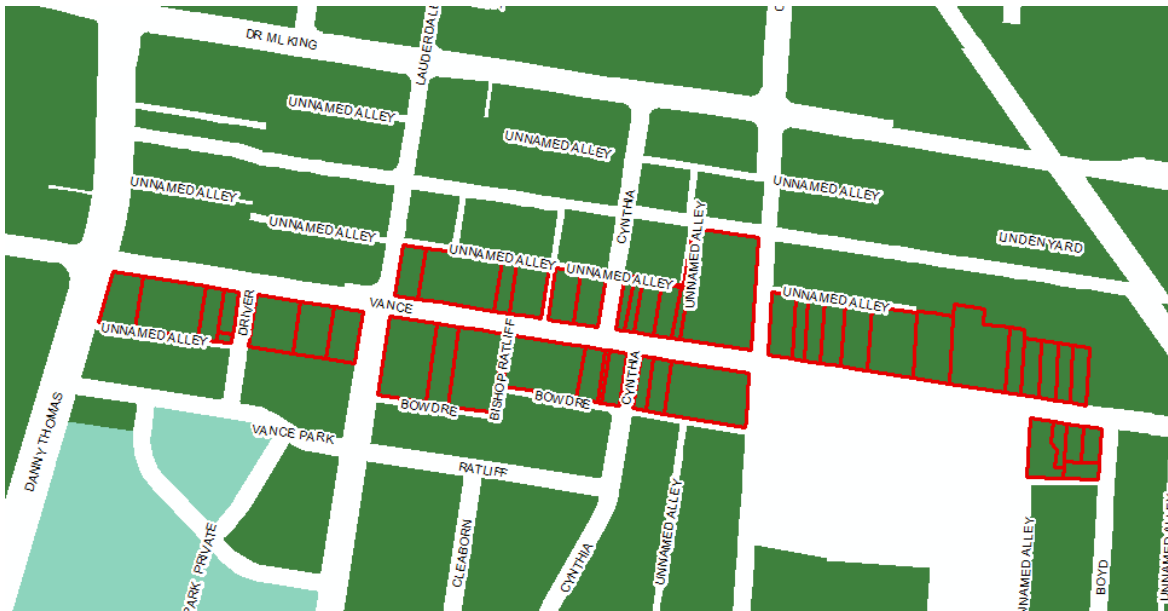 DR ML KING
LAUDERDALE
UNNAMED ALLEY
UNNAMED ALLEY
UNNAMED ALLEY
UNNAMED ALLEY
UNNAMED ALLEY
CYNTHIA
UNNAMED ALLEY
UNDEN YARD
UNNAMED ALLEY
UNNAMED ALLEY
UNNAMED ALLEY
VANCE
DRIVER
UNNAMED ALLEY
BISHOP RATLIFF
CYNTHIA
BOWDRE
BOWDRE
DANNY THOMAS
VANCE PARK
RATLIFF
PARK PRIVATE
CLEABORN
CYNTHIA
UNNAMED ALLEY
UNNAMED ALLEY
BOYD
UNNAMED ALLEY